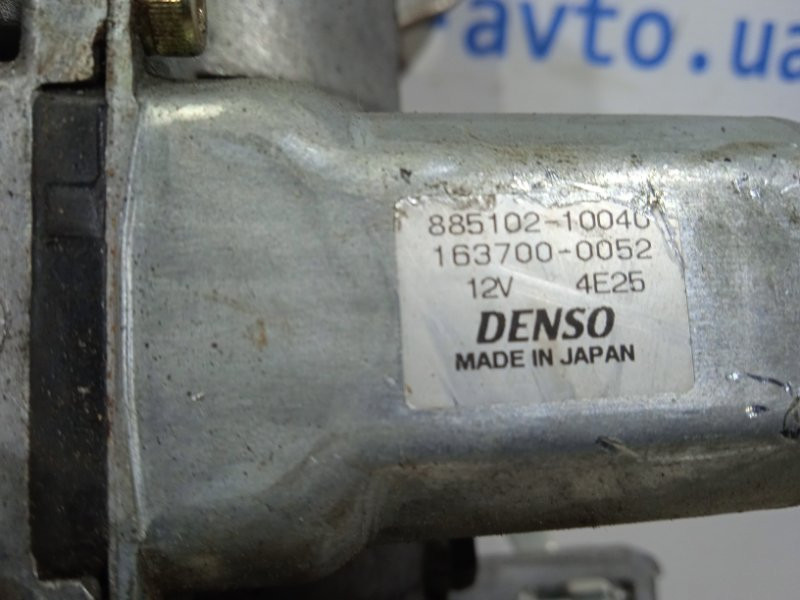 -avto.ua
885102-10040
163700-0052
12V 4E25
DENSO
MADE IN JAPAN